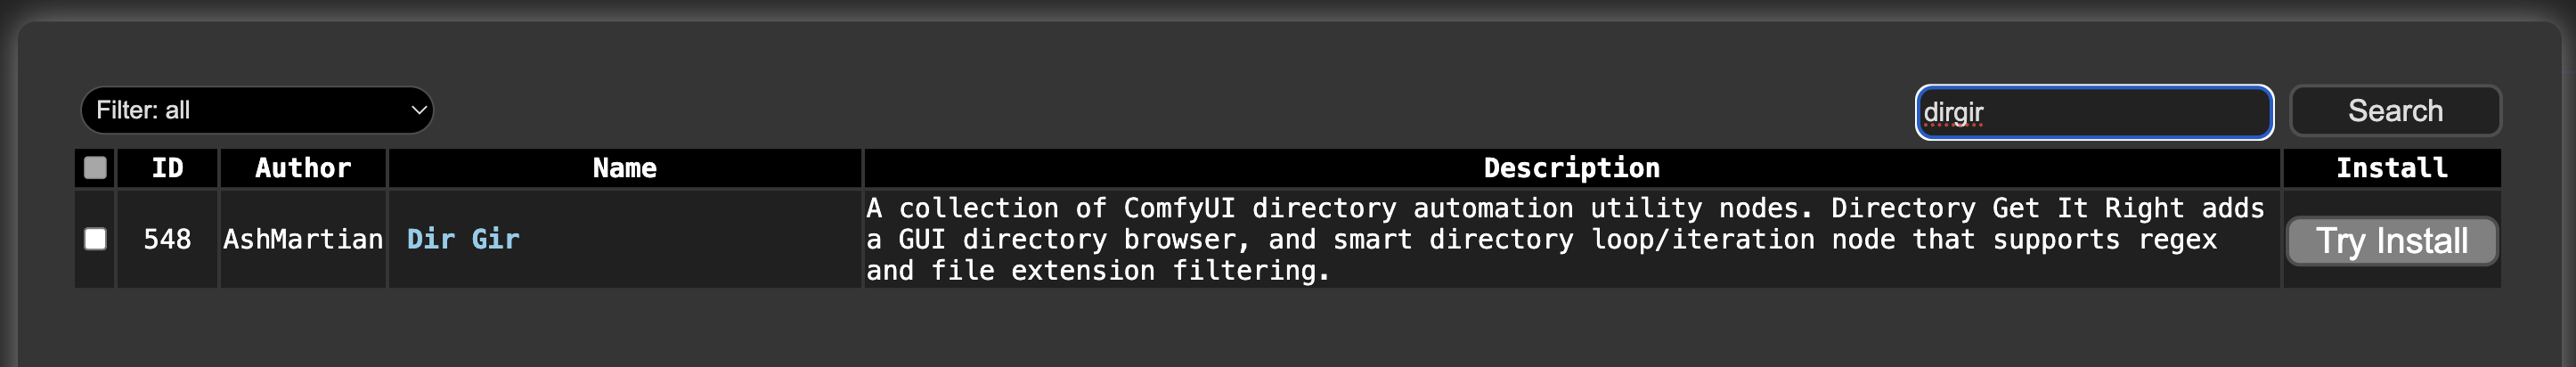 Filter: all
dirgir
Search
ID Author Name Description Install
548 AshMartian Dir Gir
A collection of ComfyUI directory automation utility nodes. Directory Get It Right adds
a GUI directory browser, and smart directory loop/iteration node that supports regex
and file extension filtering.
Try Install